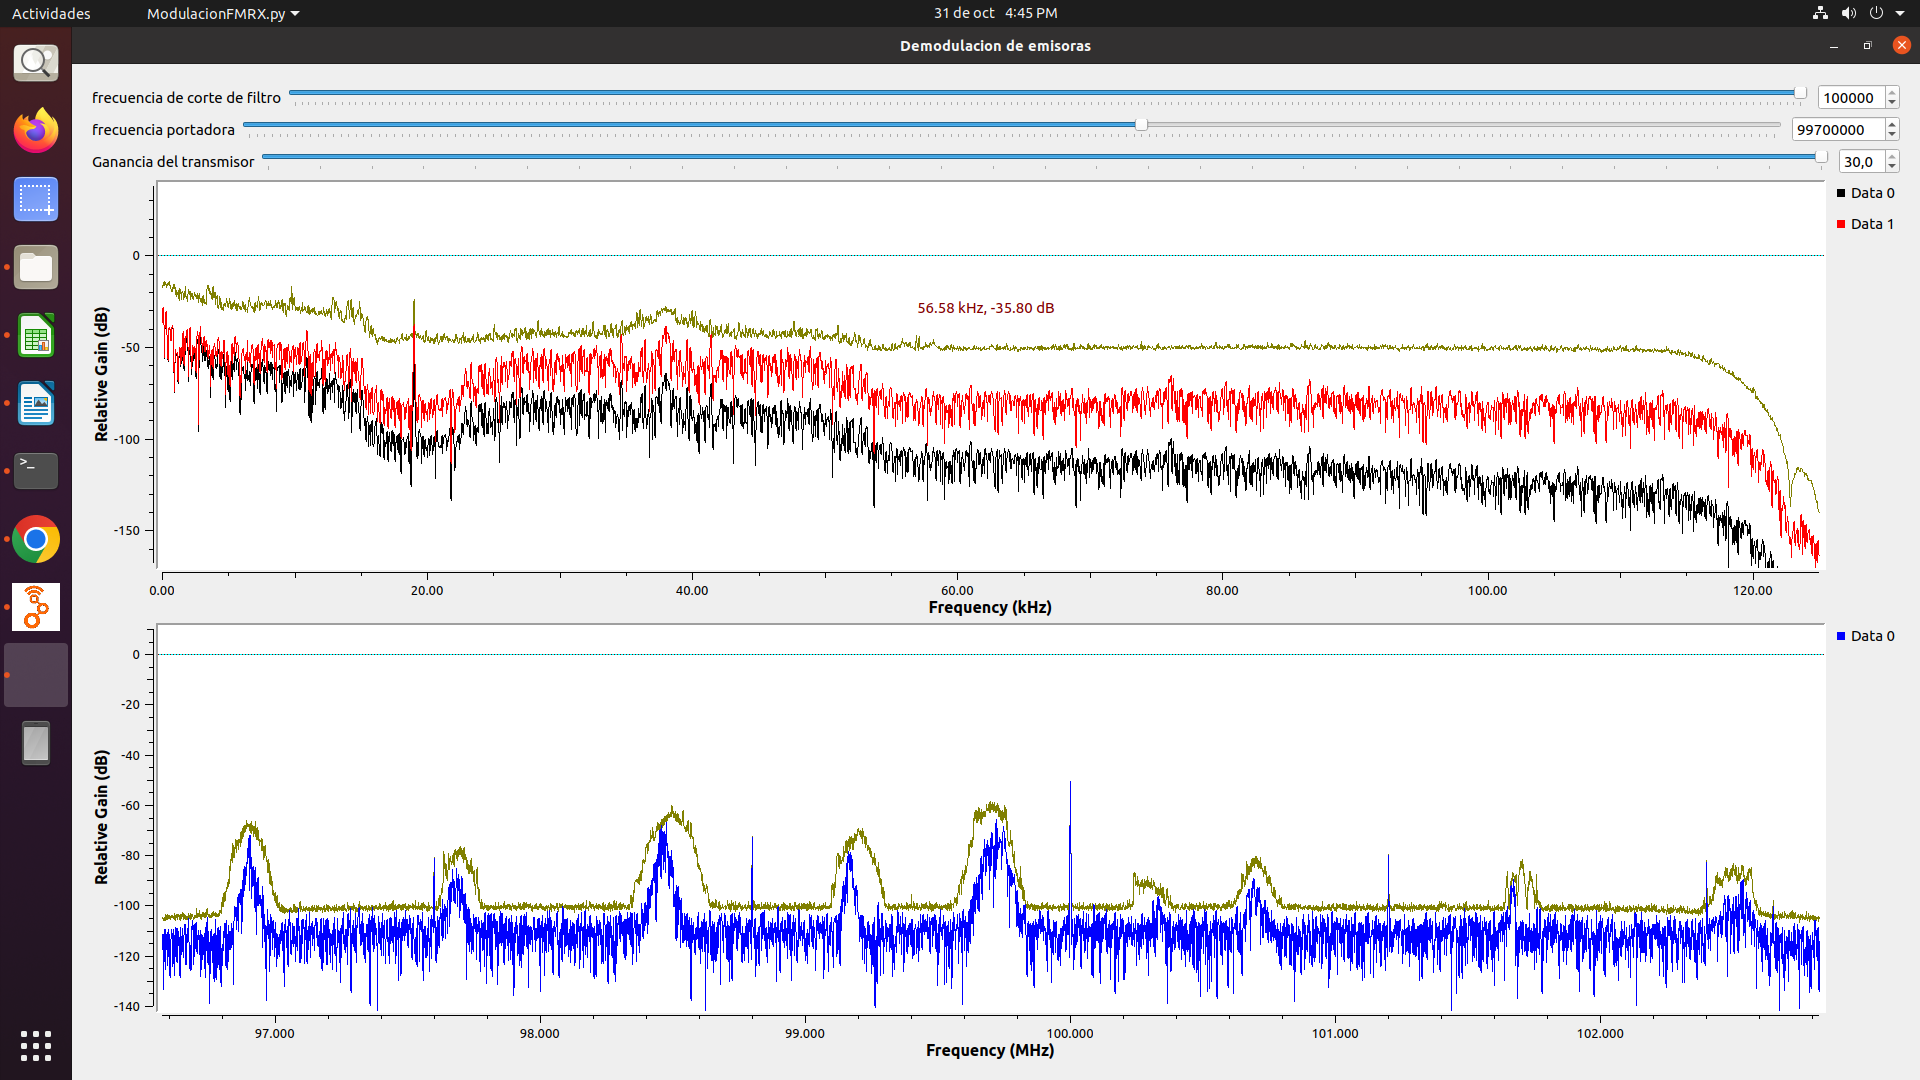 Actividades ModulacionFMRX.py 31 de oct 4:45 PM
Demodulacion de emisoras
frecuencia de corte de filtro 100000
frecuencia portadora 99700000
Ganancia del transmisor 30,0
Data 0
Data 1
0
-50
-100
-150
Relative Gain (dB)
56.58 kHz, -35.80 dB
0.00 20.00 40.00 60.00 80.00 100.00 120.00
Frequency (kHz)
Data 0
0
-20
-40
-60
-80
-100
-120
-140
Relative Gain (dB)
97.000 98.000 99.000 100.000 101.000 102.000
Frequency (MHz)